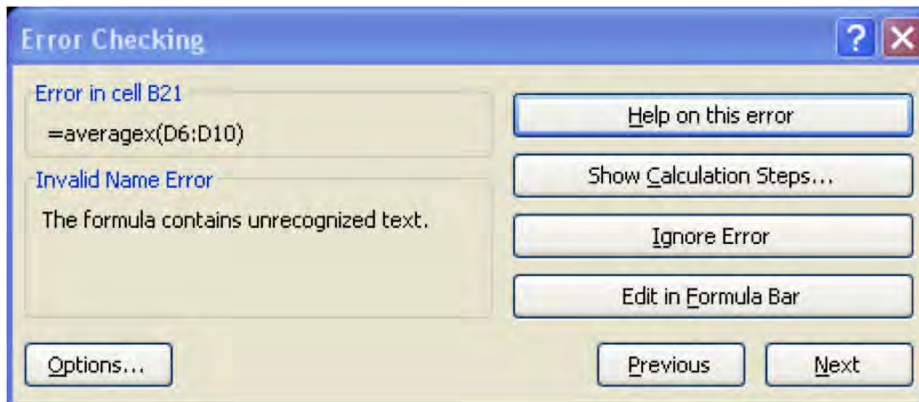 Error Checking
?
Error in cell B21
=averagex(D6:D10)
Invalid Name Error
The formula contains unrecognized text.
Help on this error
Show Calculation Steps...
Ignore Error
Edit in Formula Bar
Options...
Previous
Next